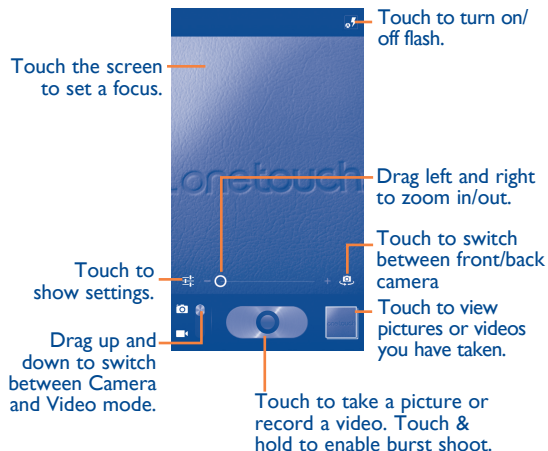 Touch to turn on/
off flash.
Touch the screen
to set a focus.
onetouch
Drag left and right
to zoom in/out.
Touch to switch
between front/back
camera
Touch to
show settings.
Touch to view
pictures or videos
you have taken.
Drag up and
down to switch
between Camera
and Video mode.
Touch to take a picture or
record a video. Touch &
hold to enable burst shoot.